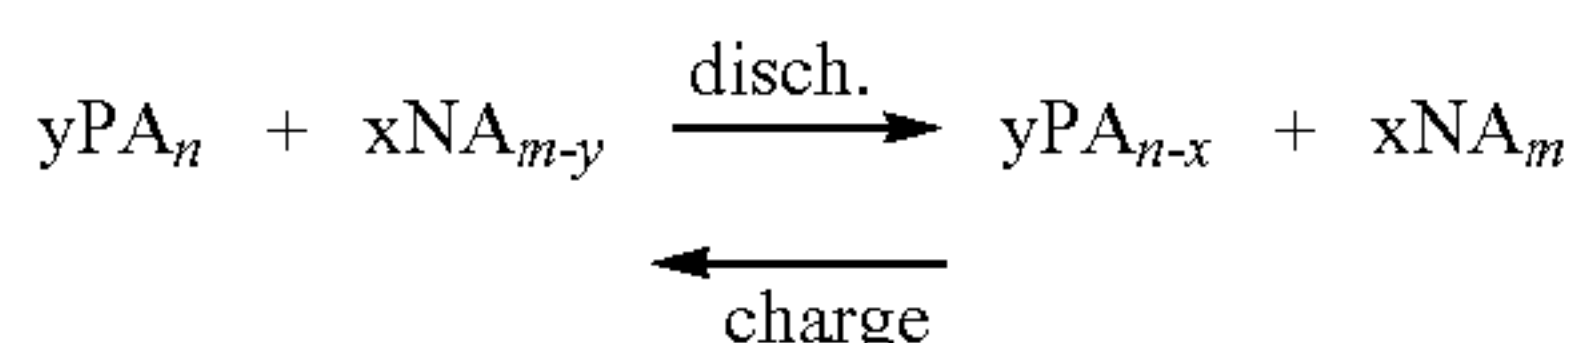 disch.
yPAₙ + xNAₘ₋y yPAₙ₋ₓ + xNAₘ
charge